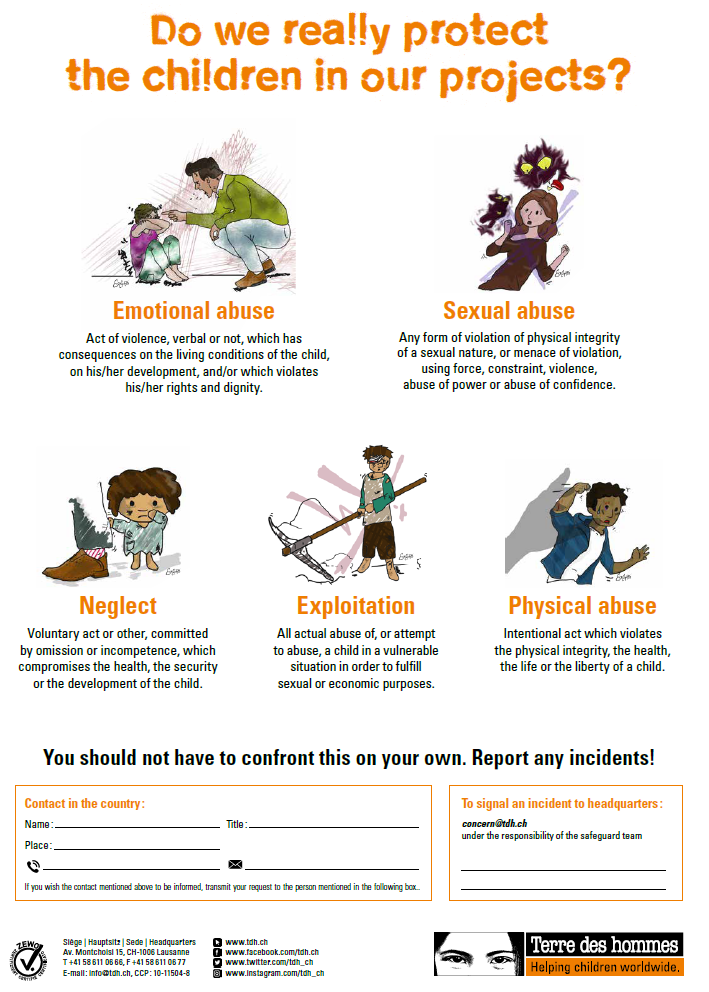 Do we really protect
the children in our projects?
Emotional abuse
Act of violence, verbal or not, which has
consequences on the living conditions of the child,
on his/her development, and/or which violates
his/her rights and dignity.
Sexual abuse
Any form of violation of physical integrity
of a sexual nature, or menace of violation,
using force, constraint, violence,
abuse of power or abuse of confidence.
Neglect
Voluntary act or other, committed
by omission or incompetence, which
compromises the health, the security
or the development of the child.
Exploitation
All actual abuse of, or attempt
to abuse, a child in a vulnerable
situation in order to fulfill
sexual or economic purposes.
Physical abuse
Intentional act which violates
the physical integrity, the health,
the life or the liberty of a child.
You should not have to confront this on your own. Report any incidents!
Contact in the country:
Name: Title:
Place:
If you wish the contact mentioned above to be informed, transmit your request to the person mentioned in the following box..
To signal an incident to headquarters:
concern@tdh.ch
under the responsibility of the safeguard team
ZEWO
Siège | Hauptsitz | Sede | Headquarters
Av. Montchoisi 15, CH-1006 Lausanne
T +41 58 611 06 66, F +41 58 611 06 77
E-mail: info@tdh.ch, CCP: 10-11504-8
www.tdh.ch
www.facebook.com/tdh.ch
www.twitter.com/tdh_ch
www.instagram.com/tdh_ch
Terre des hommes
Helping children worldwide.